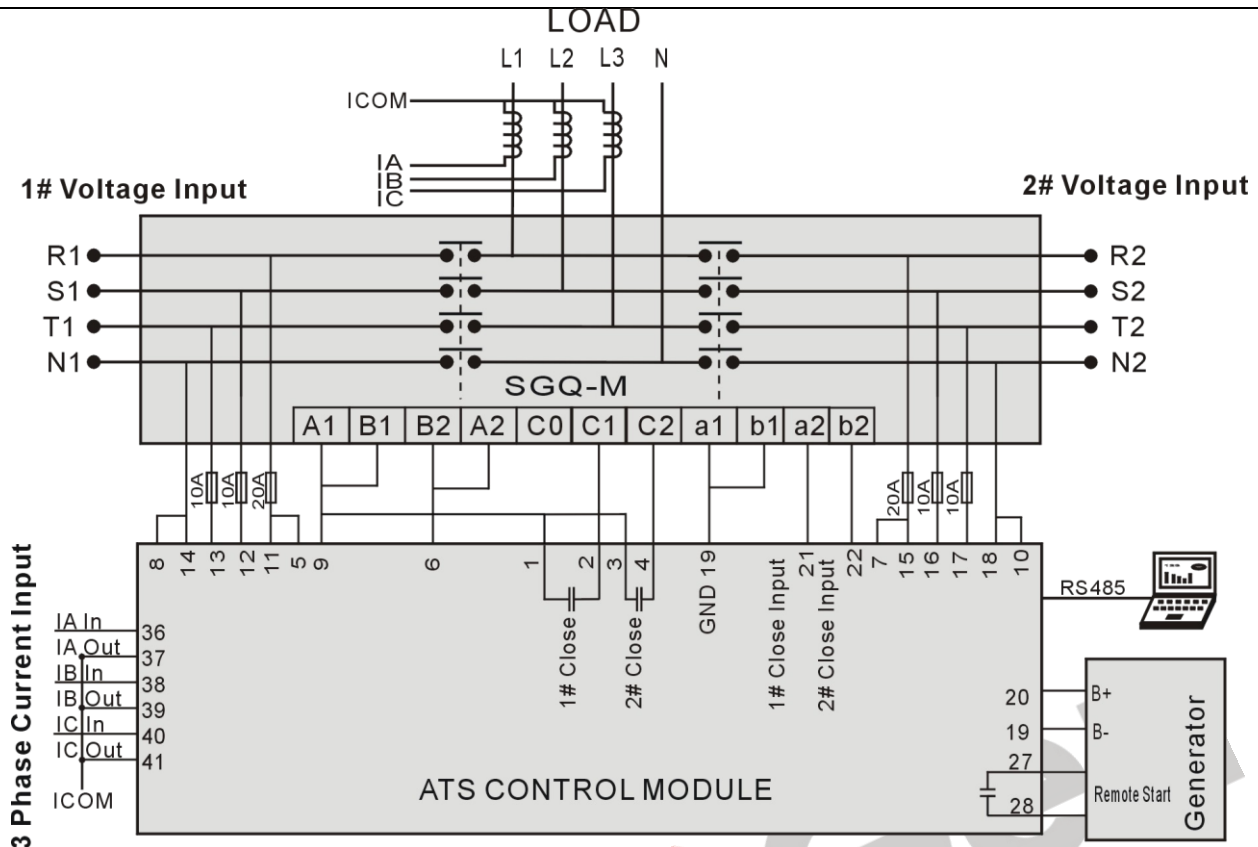 LOAD
L1 L2 L3 N
ICOM
IA
IB
IC
1# Voltage Input
2# Voltage Input
R1
S1
T1
N1
R2
S2
T2
N2
SGQ-M
A1 B1 B2 A2 C0 C1 C2 a1 b1 a2 b2
10A 10A 20A
20A 10A 10A
8 14 13 12 11 5 9 6 1 2 3 4 GND 19 21 22 7 15 16 17 18 10
1# Close
2# Close
1# Close Input
2# Close Input
RS485
3 Phase Current Input
IA In 36
IA Out 37
IB In 38
IB Out 39
IC In 40
IC Out 41
ICOM
ATS CONTROL MODULE
20 B+
19 B-
27
28
Remote Start
Generator